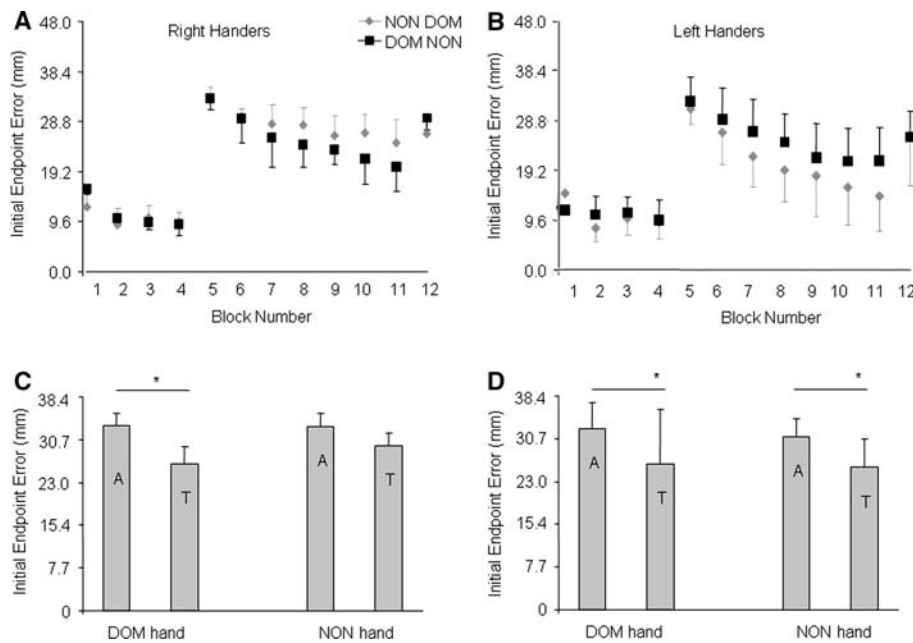 A
Right Handers
NON DOM
DOM NON
Initial Endpoint Error (mm)
48.0
38.4
28.8
19.2
9.6
0.0
1 2 3 4 5 6 7 8 9 10 11 12
Block Number
B
Left Handers
Initial Endpoint Error (mm)
48.0
38.4
28.8
19.2
9.6
0.0
1 2 3 4 5 6 7 8 9 10 11 12
Block Number
C
Initial Endpoint Error (mm)
38.4
30.7
23.0
15.4
7.7
0
*
A T A T
DOM hand NON hand
D
Initial Endpoint Error (mm)
38.4
30.7
23.0
15.4
7.7
0
* *
A T A T
DOM hand NON hand